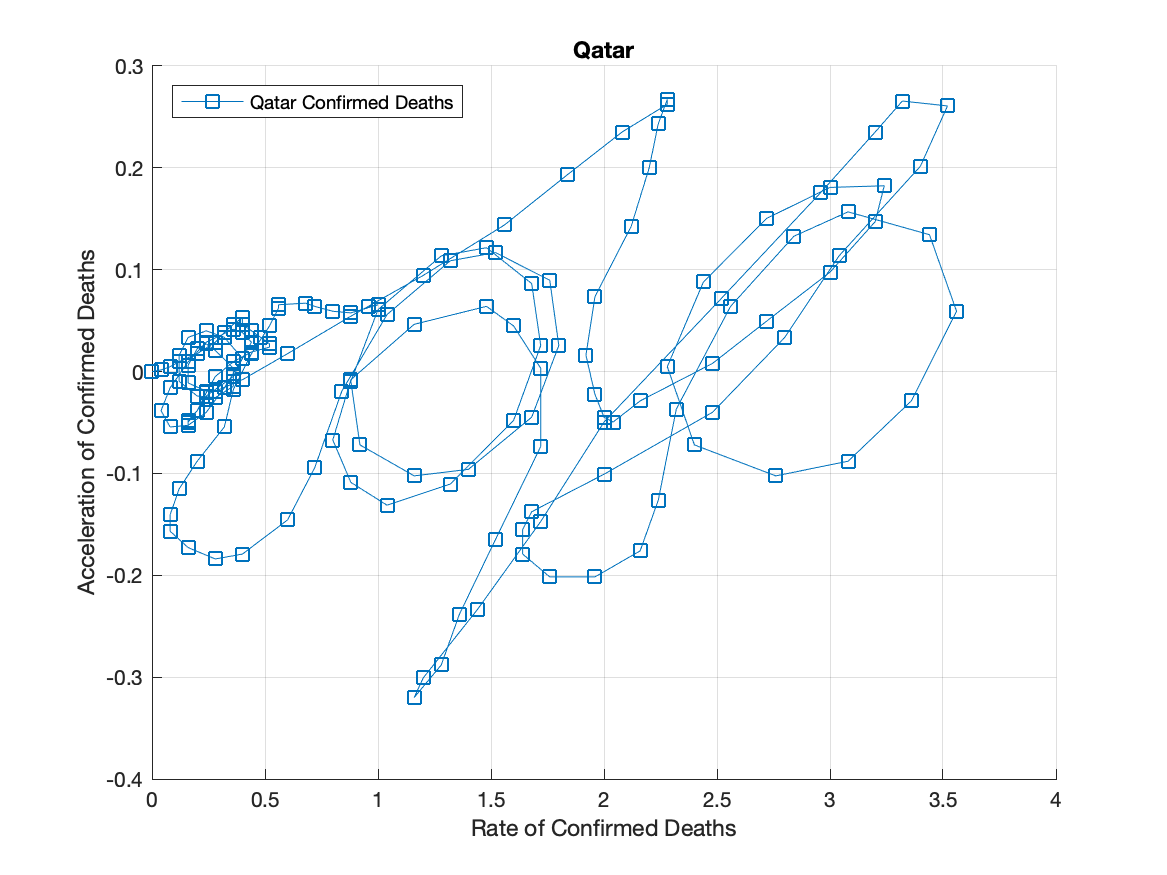 Qatar
Qatar Confirmed Deaths
0.3
0.2
0.1
0
-0.1
-0.2
-0.3
-0.4
Acceleration of Confirmed Deaths
0 0.5 1 1.5 2 2.5 3 3.5 4
Rate of Confirmed Deaths